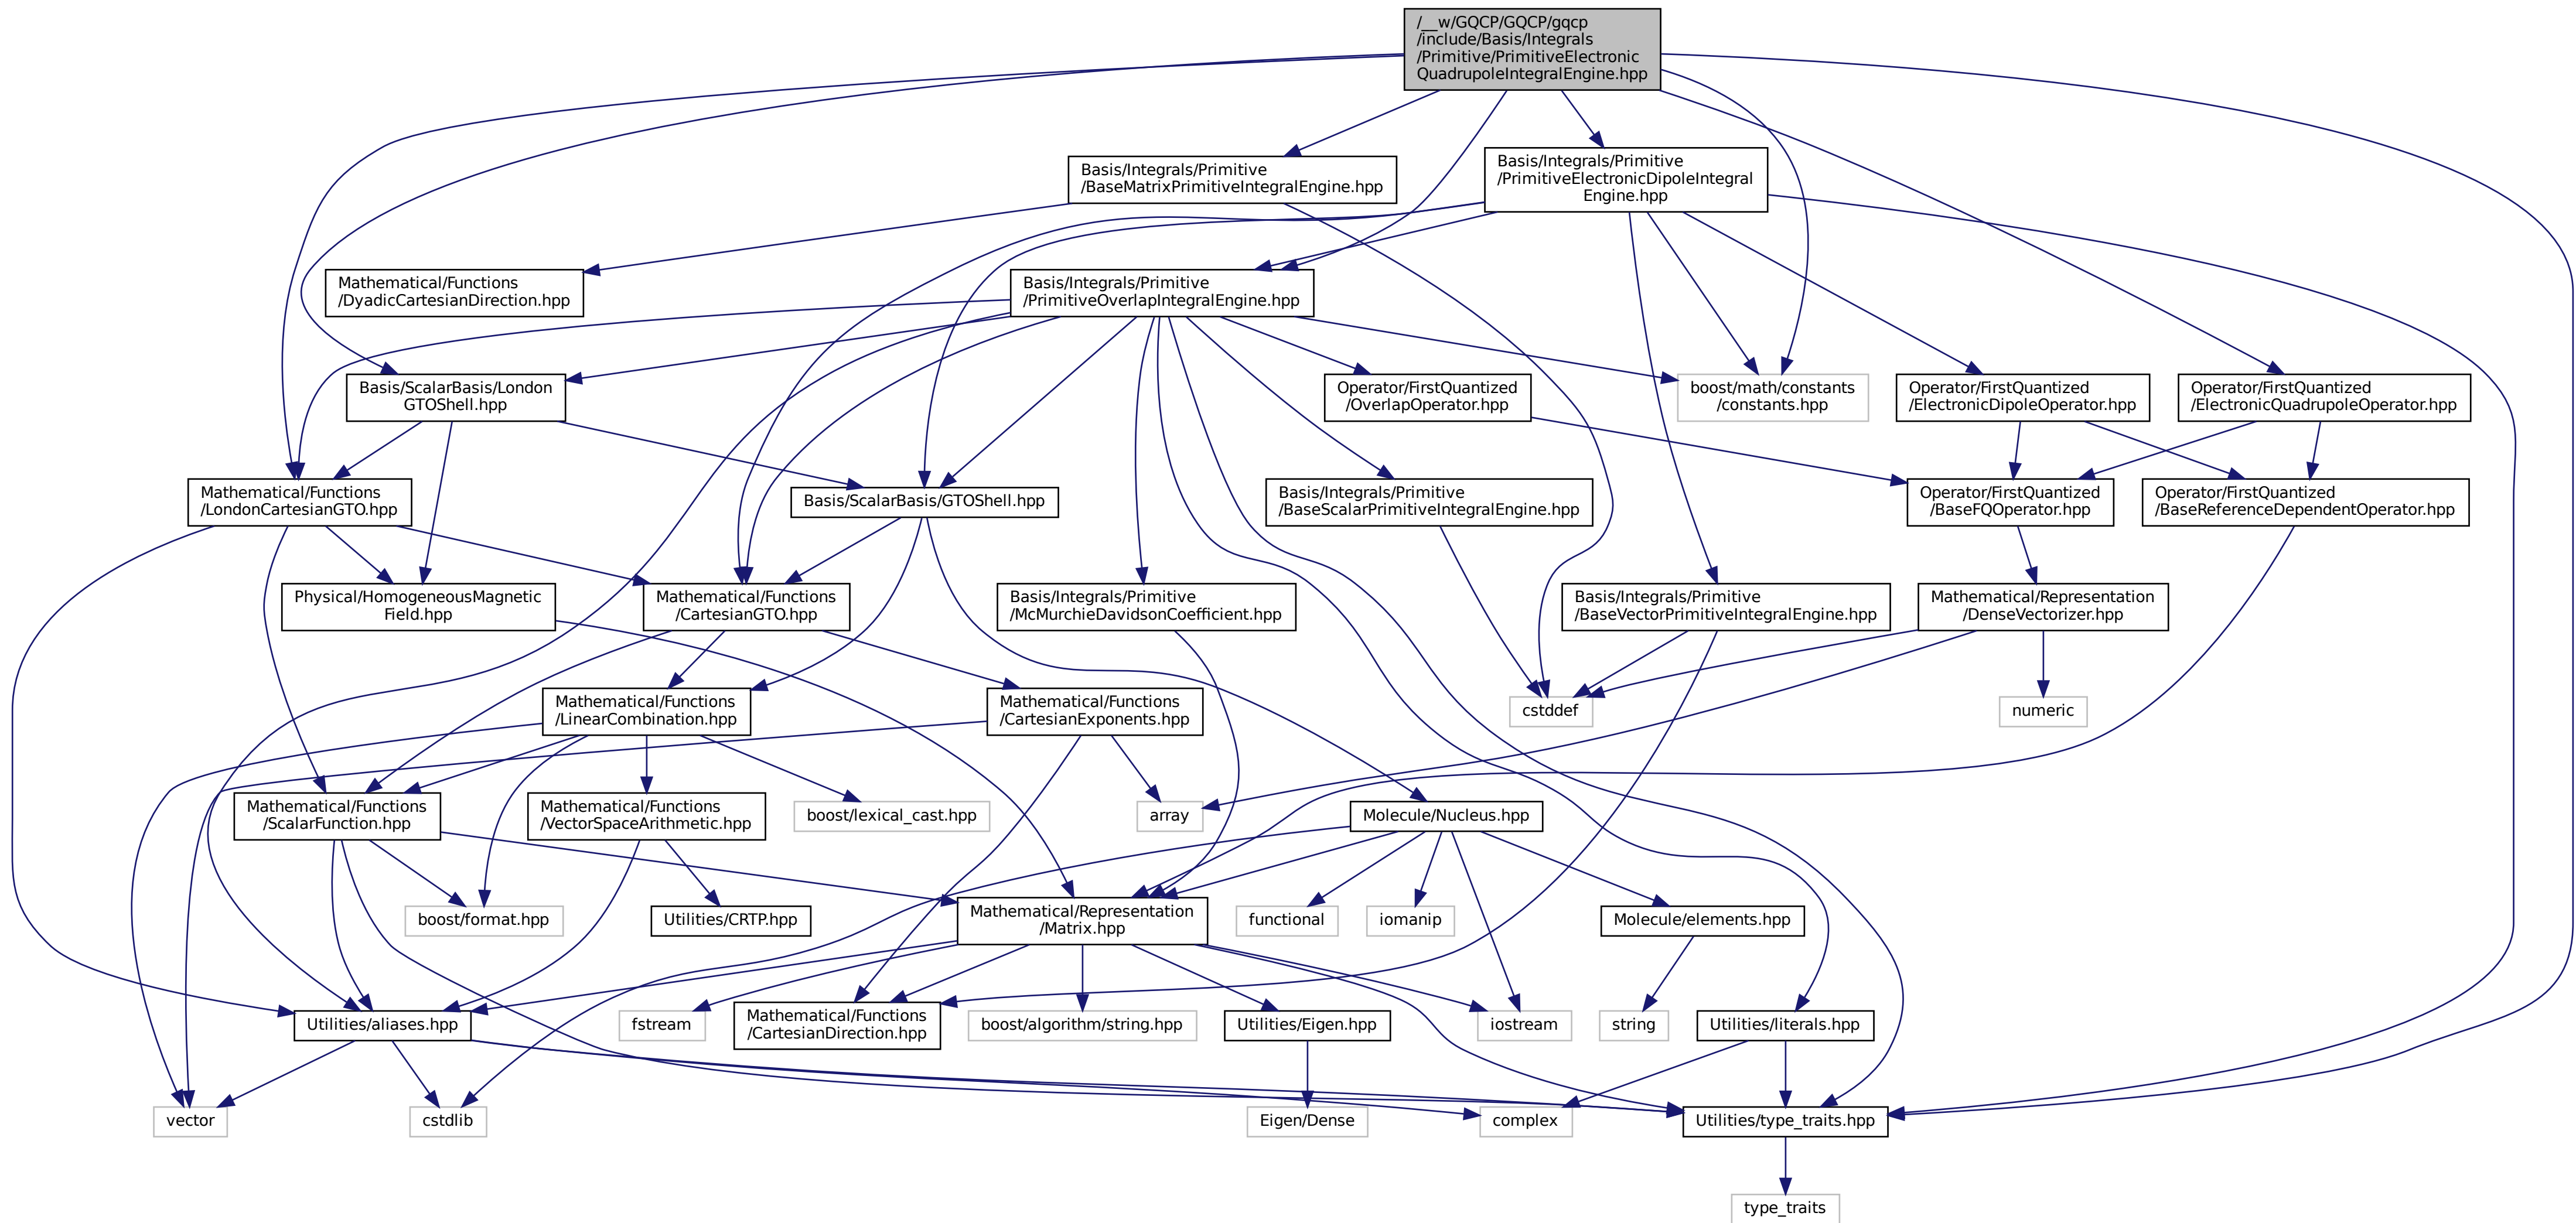 /__w/GQCP/GQCP/gqcp
/include/Basis/Integrals
/Primitive/PrimitiveElectronic
QuadrupoleIntegralEngine.hpp
Basis/Integrals/Primitive
/BaseMatrixPrimitiveIntegralEngine.hpp
Basis/Integrals/Primitive
/PrimitiveElectronicDipoleIntegral
Engine.hpp
Mathematical/Functions
/DyadicCartesianDirection.hpp
Basis/Integrals/Primitive
/PrimitiveOverlapIntegralEngine.hpp
Basis/ScalarBasis/London
GTOShell.hpp
Operator/FirstQuantized
/OverlapOperator.hpp
boost/math/constants
/constants.hpp
Operator/FirstQuantized
/ElectronicDipoleOperator.hpp
Operator/FirstQuantized
/ElectronicQuadrupoleOperator.hpp
Mathematical/Functions
/LondonCartesianGTO.hpp
Basis/ScalarBasis/GTOShell.hpp
Basis/Integrals/Primitive
/BaseScalarPrimitiveIntegralEngine.hpp
Operator/FirstQuantized
/BaseFQOperator.hpp
Operator/FirstQuantized
/BaseReferenceDependentOperator.hpp
Physical/HomogeneousMagnetic
Field.hpp
Mathematical/Functions
/CartesianGTO.hpp
Basis/Integrals/Primitive
/McMurchieDavidsonCoefficient.hpp
Basis/Integrals/Primitive
/BaseVectorPrimitiveIntegralEngine.hpp
Mathematical/Representation
/DenseVectorizer.hpp
Mathematical/Functions
/LinearCombination.hpp
Mathematical/Functions
/CartesianExponents.hpp
cstddef
numeric
Mathematical/Functions
/ScalarFunction.hpp
Mathematical/Functions
/VectorSpaceArithmetic.hpp
boost/lexical_cast.hpp
array
Molecule/Nucleus.hpp
boost/format.hpp
Utilities/CRTP.hpp
Mathematical/Representation
/Matrix.hpp
functional
iomanip
Molecule/elements.hpp
Utilities/aliases.hpp
fstream
Mathematical/Functions
/CartesianDirection.hpp
boost/algorithm/string.hpp
Utilities/Eigen.hpp
iostream
string
Utilities/literals.hpp
vector
cstdlib
Eigen/Dense
complex
Utilities/type_traits.hpp
type_traits